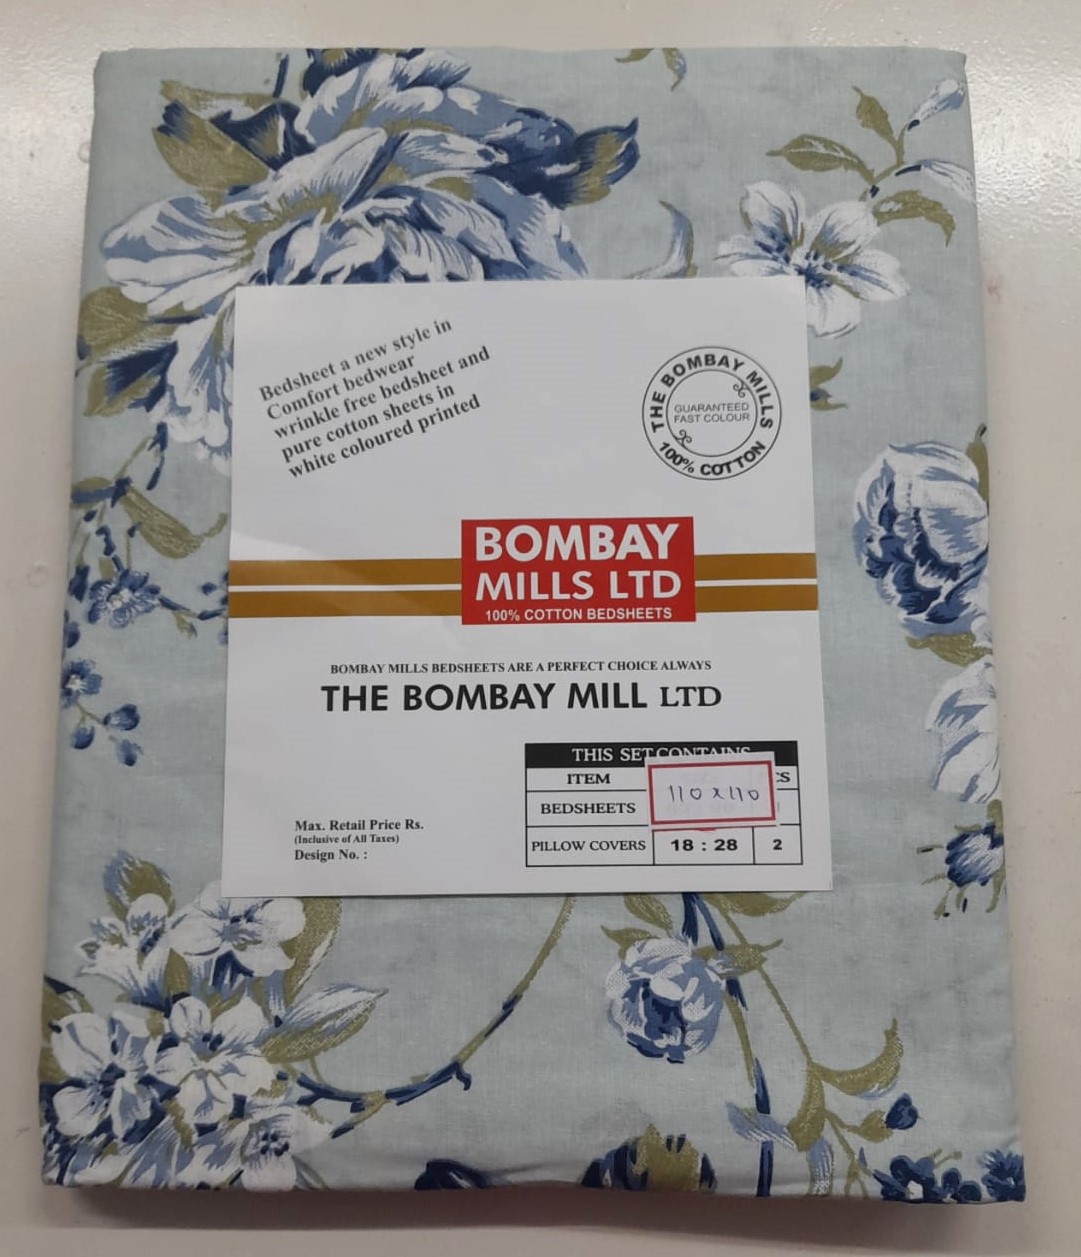 Bedsheet a new style in
Comfort bedwear
wrinkle free bedsheet and
pure cotton sheets in
white coloured printed
THE BOMBAY MILLS
GUARANTEED
FAST COLOUR
100% COTTON
BOMBAY
MILLS LTD
100% COTTON BEDSHEETS
BOMBAY MILLS BEDSHEETS ARE A PERFECT CHOICE ALWAYS
THE BOMBAY MILL LTD
THIS SET CONTAINS
ITEM
BEDSHEETS 110 x 110
PILLOW COVERS 18 : 28 2
Max. Retail Price Rs.
(Inclusive of All Taxes)
Design No. :